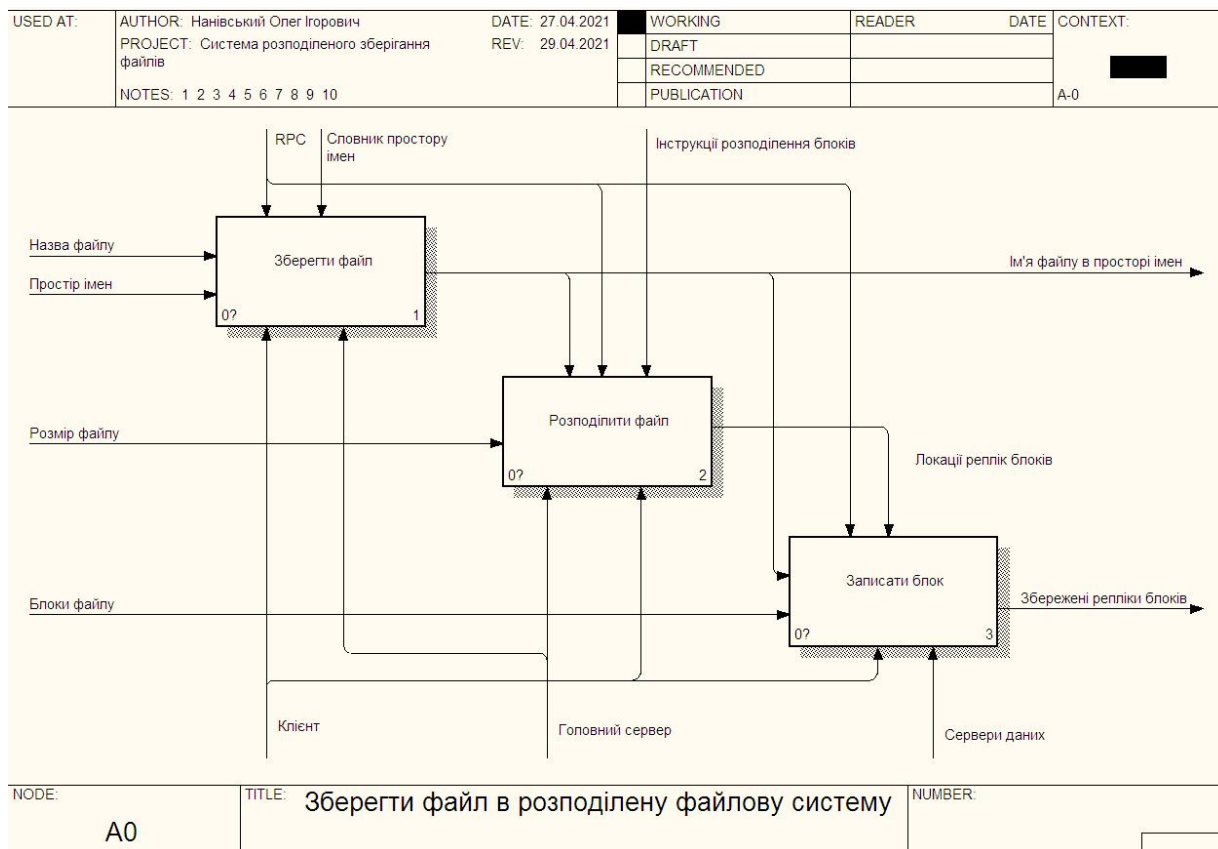 USED AT:
AUTHOR: Нанівський Олег Ігорович
DATE: 27.04.2021
PROJECT: Система розподіленого зберігання
файлів
REV: 29.04.2021
NOTES: 1 2 3 4 5 6 7 8 9 10
WORKING
DRAFT
RECOMMENDED
PUBLICATION
READER
DATE
CONTEXT:
A-0
RPC
Словник простору
імен
Інструкції розподілення блоків
Назва файлу
Простір імен
Зберегти файл
0?
1
Ім'я файлу в просторі імен
Розмір файлу
Розподілити файл
0?
2
Локації реплік блоків
Блоки файлу
Записати блок
0?
3
Збережені репліки блоків
Клієнт
Головний сервер
Сервери даних
NODE:
A0
TITLE:
Зберегти файл в розподілену файлову систему
NUMBER: